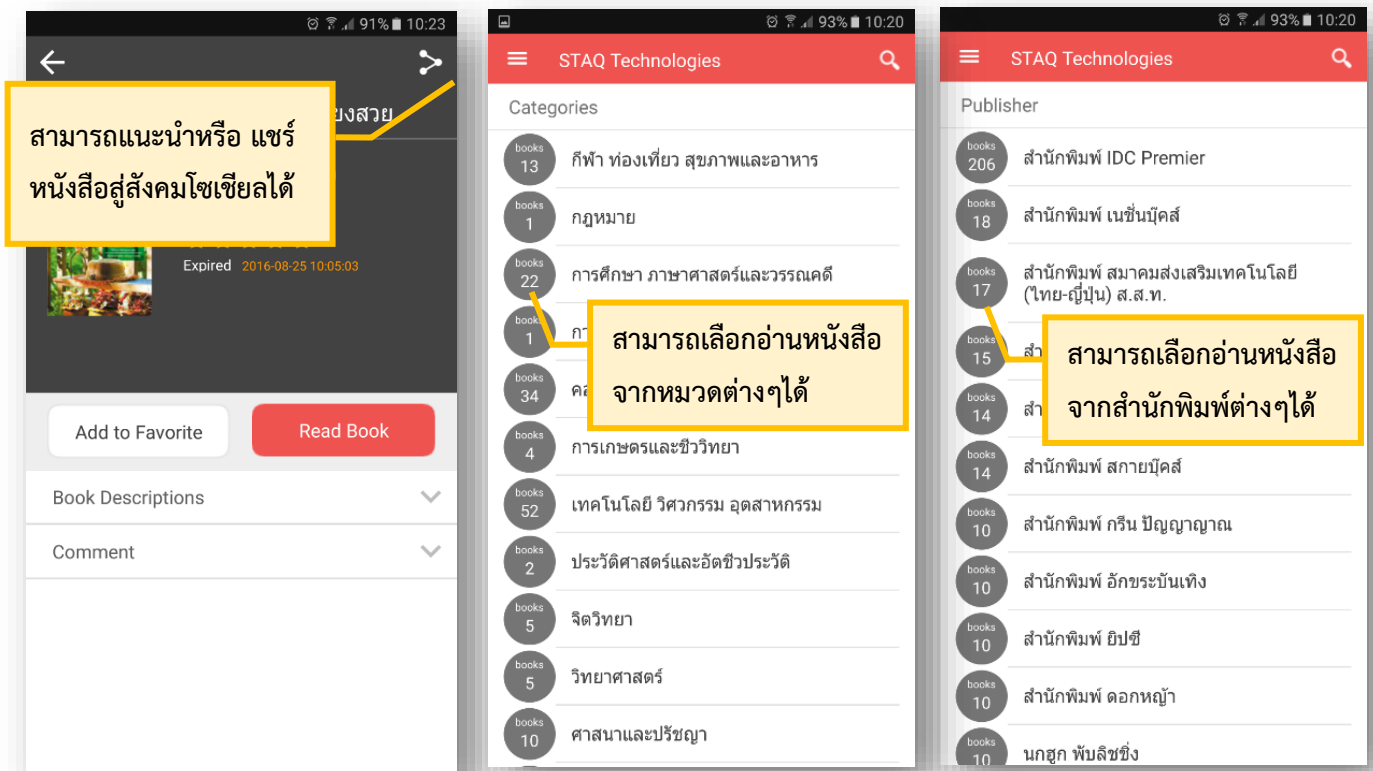 91% 10:23
สามารถแนะนำหรือ แชร์
หนังสือสู่สังคมโซเชียลได้
Expired 2016-08-25 10:05:03
Add to Favorite
Read Book
Book Descriptions
Comment
93% 10:20
STAQ Technologies
Categories
books
13
กีฬา ท่องเที่ยว สุขภาพและอาหาร
books
1
กฎหมาย
books
22
การศึกษา ภาษาศาสตร์และวรรณคดี
1
สามารถเลือกอ่านหนังสือ
จากหมวดต่างๆได้
books
34
books
4
การเกษตรและชีววิทยา
books
52
เทคโนโลยี วิศวกรรม อุตสาหกรรม
books
2
ประวัติศาสตร์และอัตชีวประวัติ
books
5
จิตวิทยา
books
5
วิทยาศาสตร์
books
10
ศาสนาและปรัชญา
93% 10:20
STAQ Technologies
Publisher
books
206
สำนักพิมพ์ IDC Premier
books
18
สำนักพิมพ์ เนชั่นบุ๊คส์
books
17
สำนักพิมพ์ สมาคมส่งเสริมเทคโนโลยี
(ไทย-ญี่ปุ่น) ส.ส.ท.
books
15
สามารถเลือกอ่านหนังสือ
จากสำนักพิมพ์ต่างๆได้
books
14
books
14
สำนักพิมพ์ สกายบุ๊คส์
books
10
สำนักพิมพ์ กรีน ปัญญาญาณ
books
10
สำนักพิมพ์ อักขระบันเทิง
books
10
สำนักพิมพ์ ยิปซี
books
10
สำนักพิมพ์ ดอกหญ้า
books
10
นกฮูก พับลิชชิ่ง